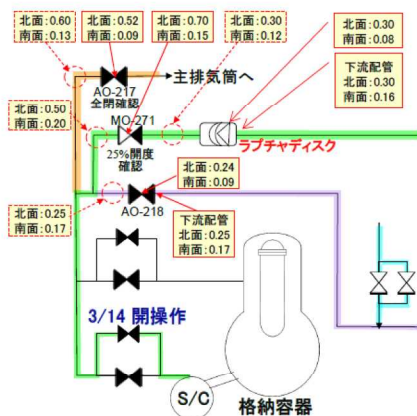 北面:0.60
南面:0.13
北面:0.52
南面:0.09
北面:0.70
南面:0.15
北面:0.30
南面:0.12
北面:0.30
南面:0.08
下流配管
北面:0.30
南面:0.16
AO-217
全閉確認
→主排気筒へ
北面:0.50
南面:0.20
MO-271
25%開度
確認
ラプチャディスク
北面:0.24
南面:0.09
北面:0.25
南面:0.17
AO-218
下流配管
北面:0.25
南面:0.17
3/14 開操作
S/C
格納容器